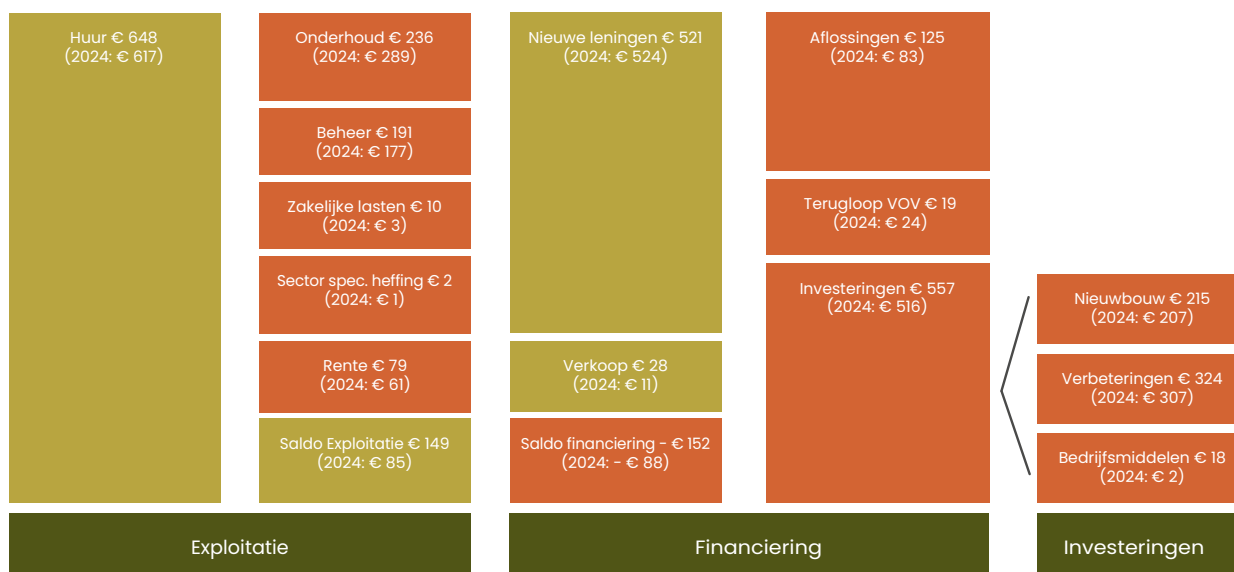 Huur € 648
(2024: € 617)
Onderhoud € 236
(2024: € 289)
Beheer € 191
(2024: € 177)
Zakelijke lasten € 10
(2024: € 3)
Sector spec. heffing € 2
(2024: € 1)
Rente € 79
(2024: € 61)
Saldo Exploitatie € 149
(2024: € 85)
Exploitatie
Nieuwe leningen € 521
(2024: € 524)
Verkoop € 28
(2024: € 11)
Saldo financiering - € 152
(2024: - € 88)
Aflossingen € 125
(2024: € 83)
Terugloop VOV € 19
(2024: € 24)
Investeringen € 557
(2024: € 516)
Financiering
Nieuwbouw € 215
(2024: € 207)
Verbeteringen € 324
(2024: € 307)
Bedrijfsmiddelen € 18
(2024: € 2)
Investeringen